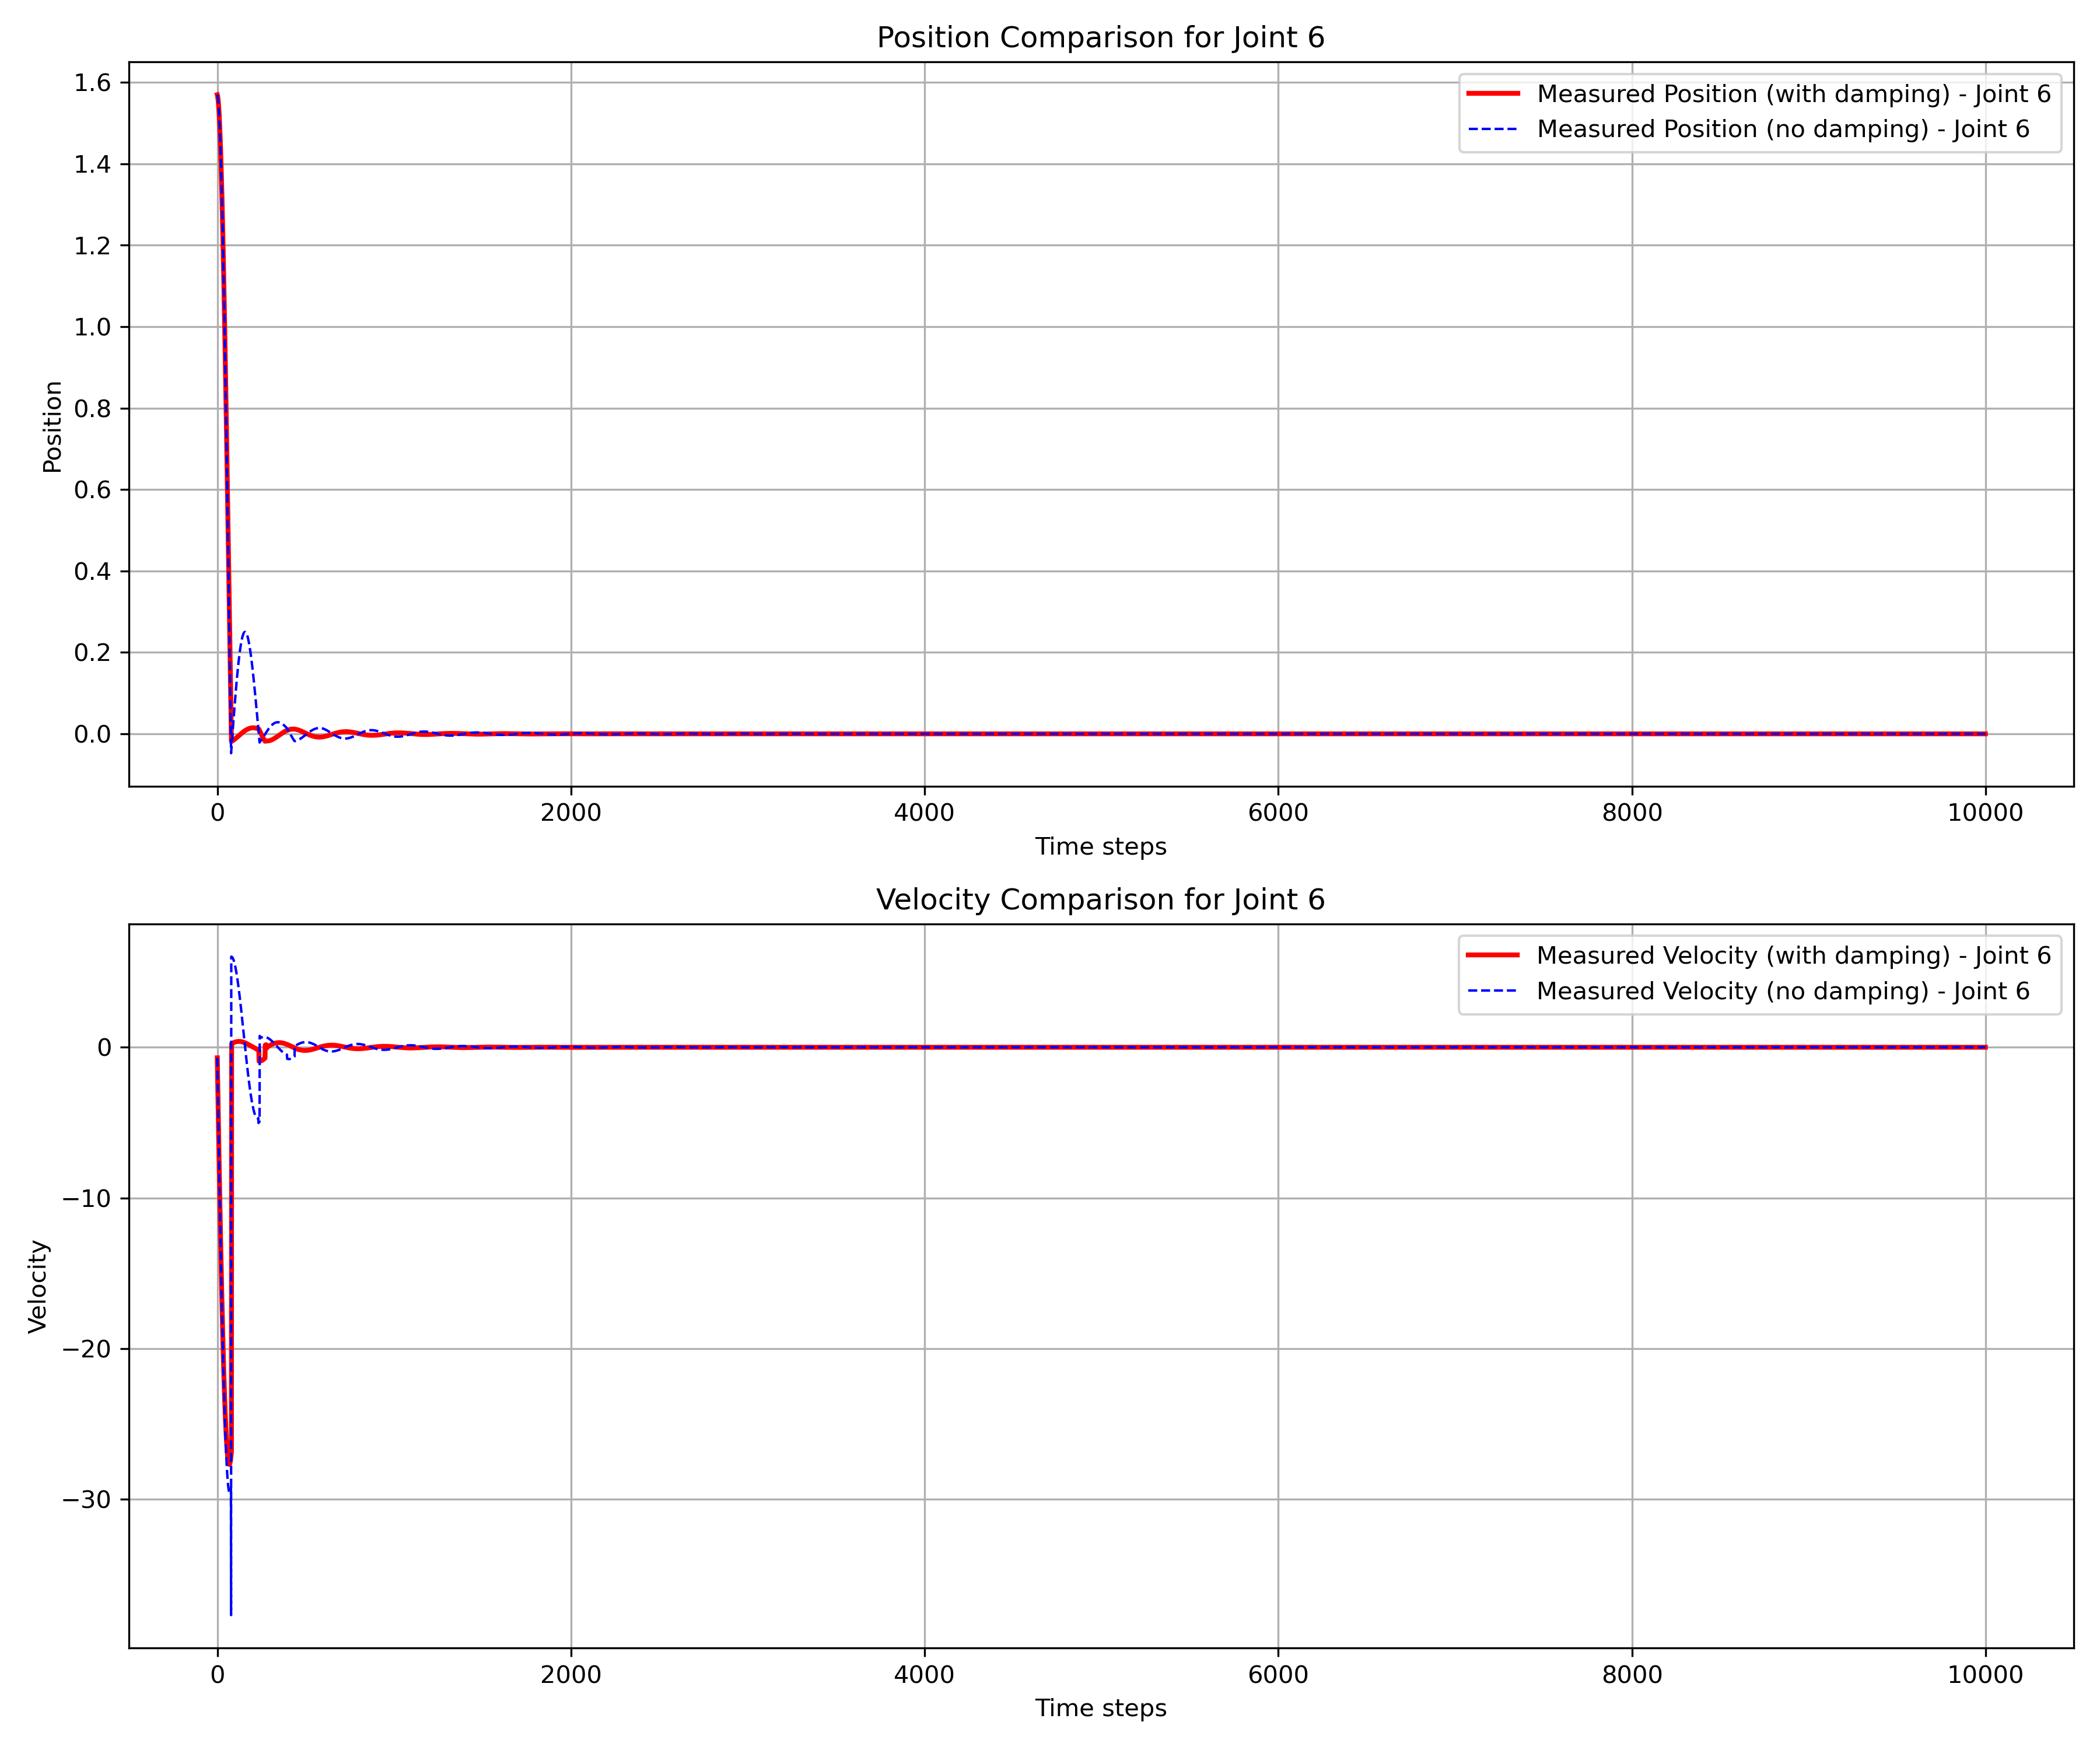 Position Comparison for Joint 6
Measured Position (with damping) - Joint 6
Measured Position (no damping) - Joint 6
1.6
1.4
1.2
1.0
0.8
0.6
0.4
0.2
0.0
Position
0 2000 4000 6000 8000 10000
Time steps
Velocity Comparison for Joint 6
Measured Velocity (with damping) - Joint 6
Measured Velocity (no damping) - Joint 6
0
−10
−20
−30
Velocity
0 2000 4000 6000 8000 10000
Time steps